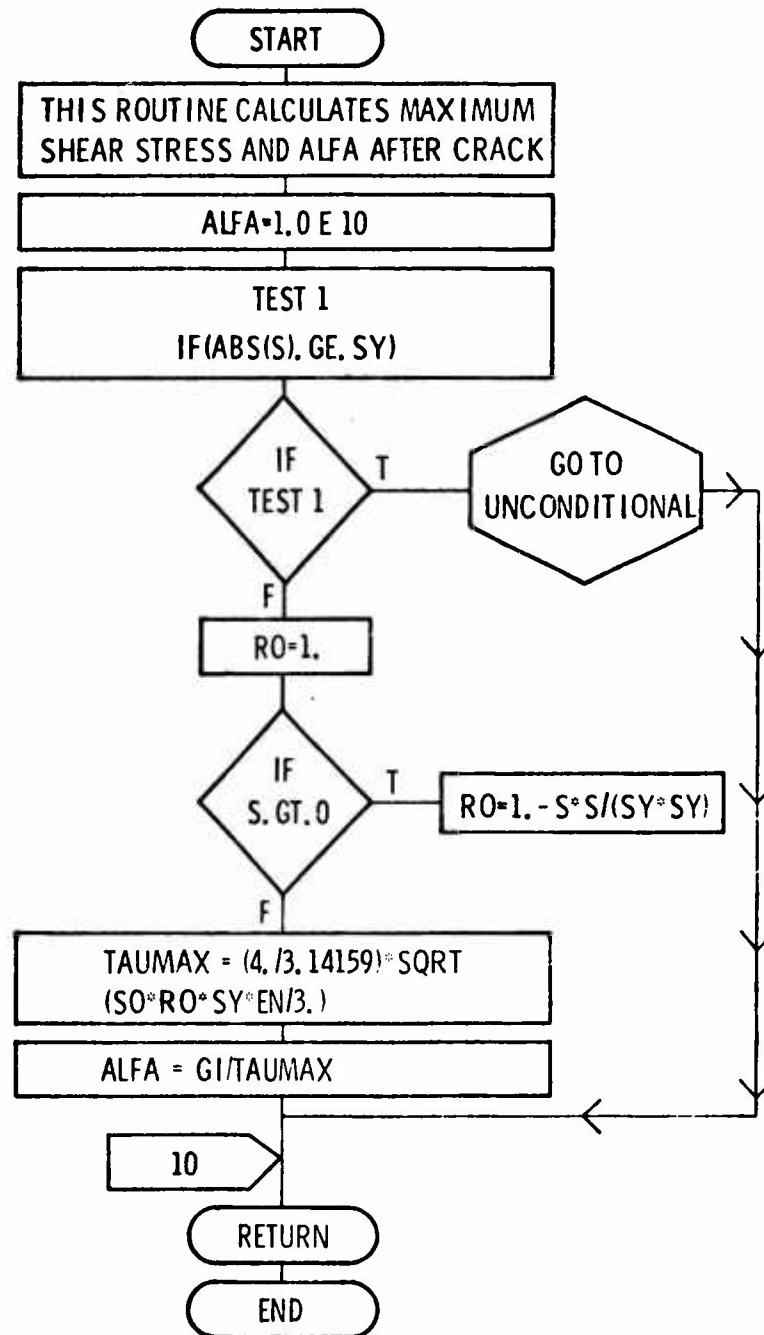 START
THIS ROUTINE CALCULATES MAXIMUM
SHEAR STRESS AND ALFA AFTER CRACK
ALFA=1.0 E 10
TEST 1
IF(ABS(S).GE.SY)
IF
TEST 1
T
GO TO
UNCONDITIONAL
F
RO=1.
IF
S.GT.0
T
RO=1.-S*S/(SY*SY)
F
TAUMAX = (4./3.14159)*SQRT
(SO*RO*SY*EN/3.)
ALFA = GI/TAUMAX
10
RETURN
END